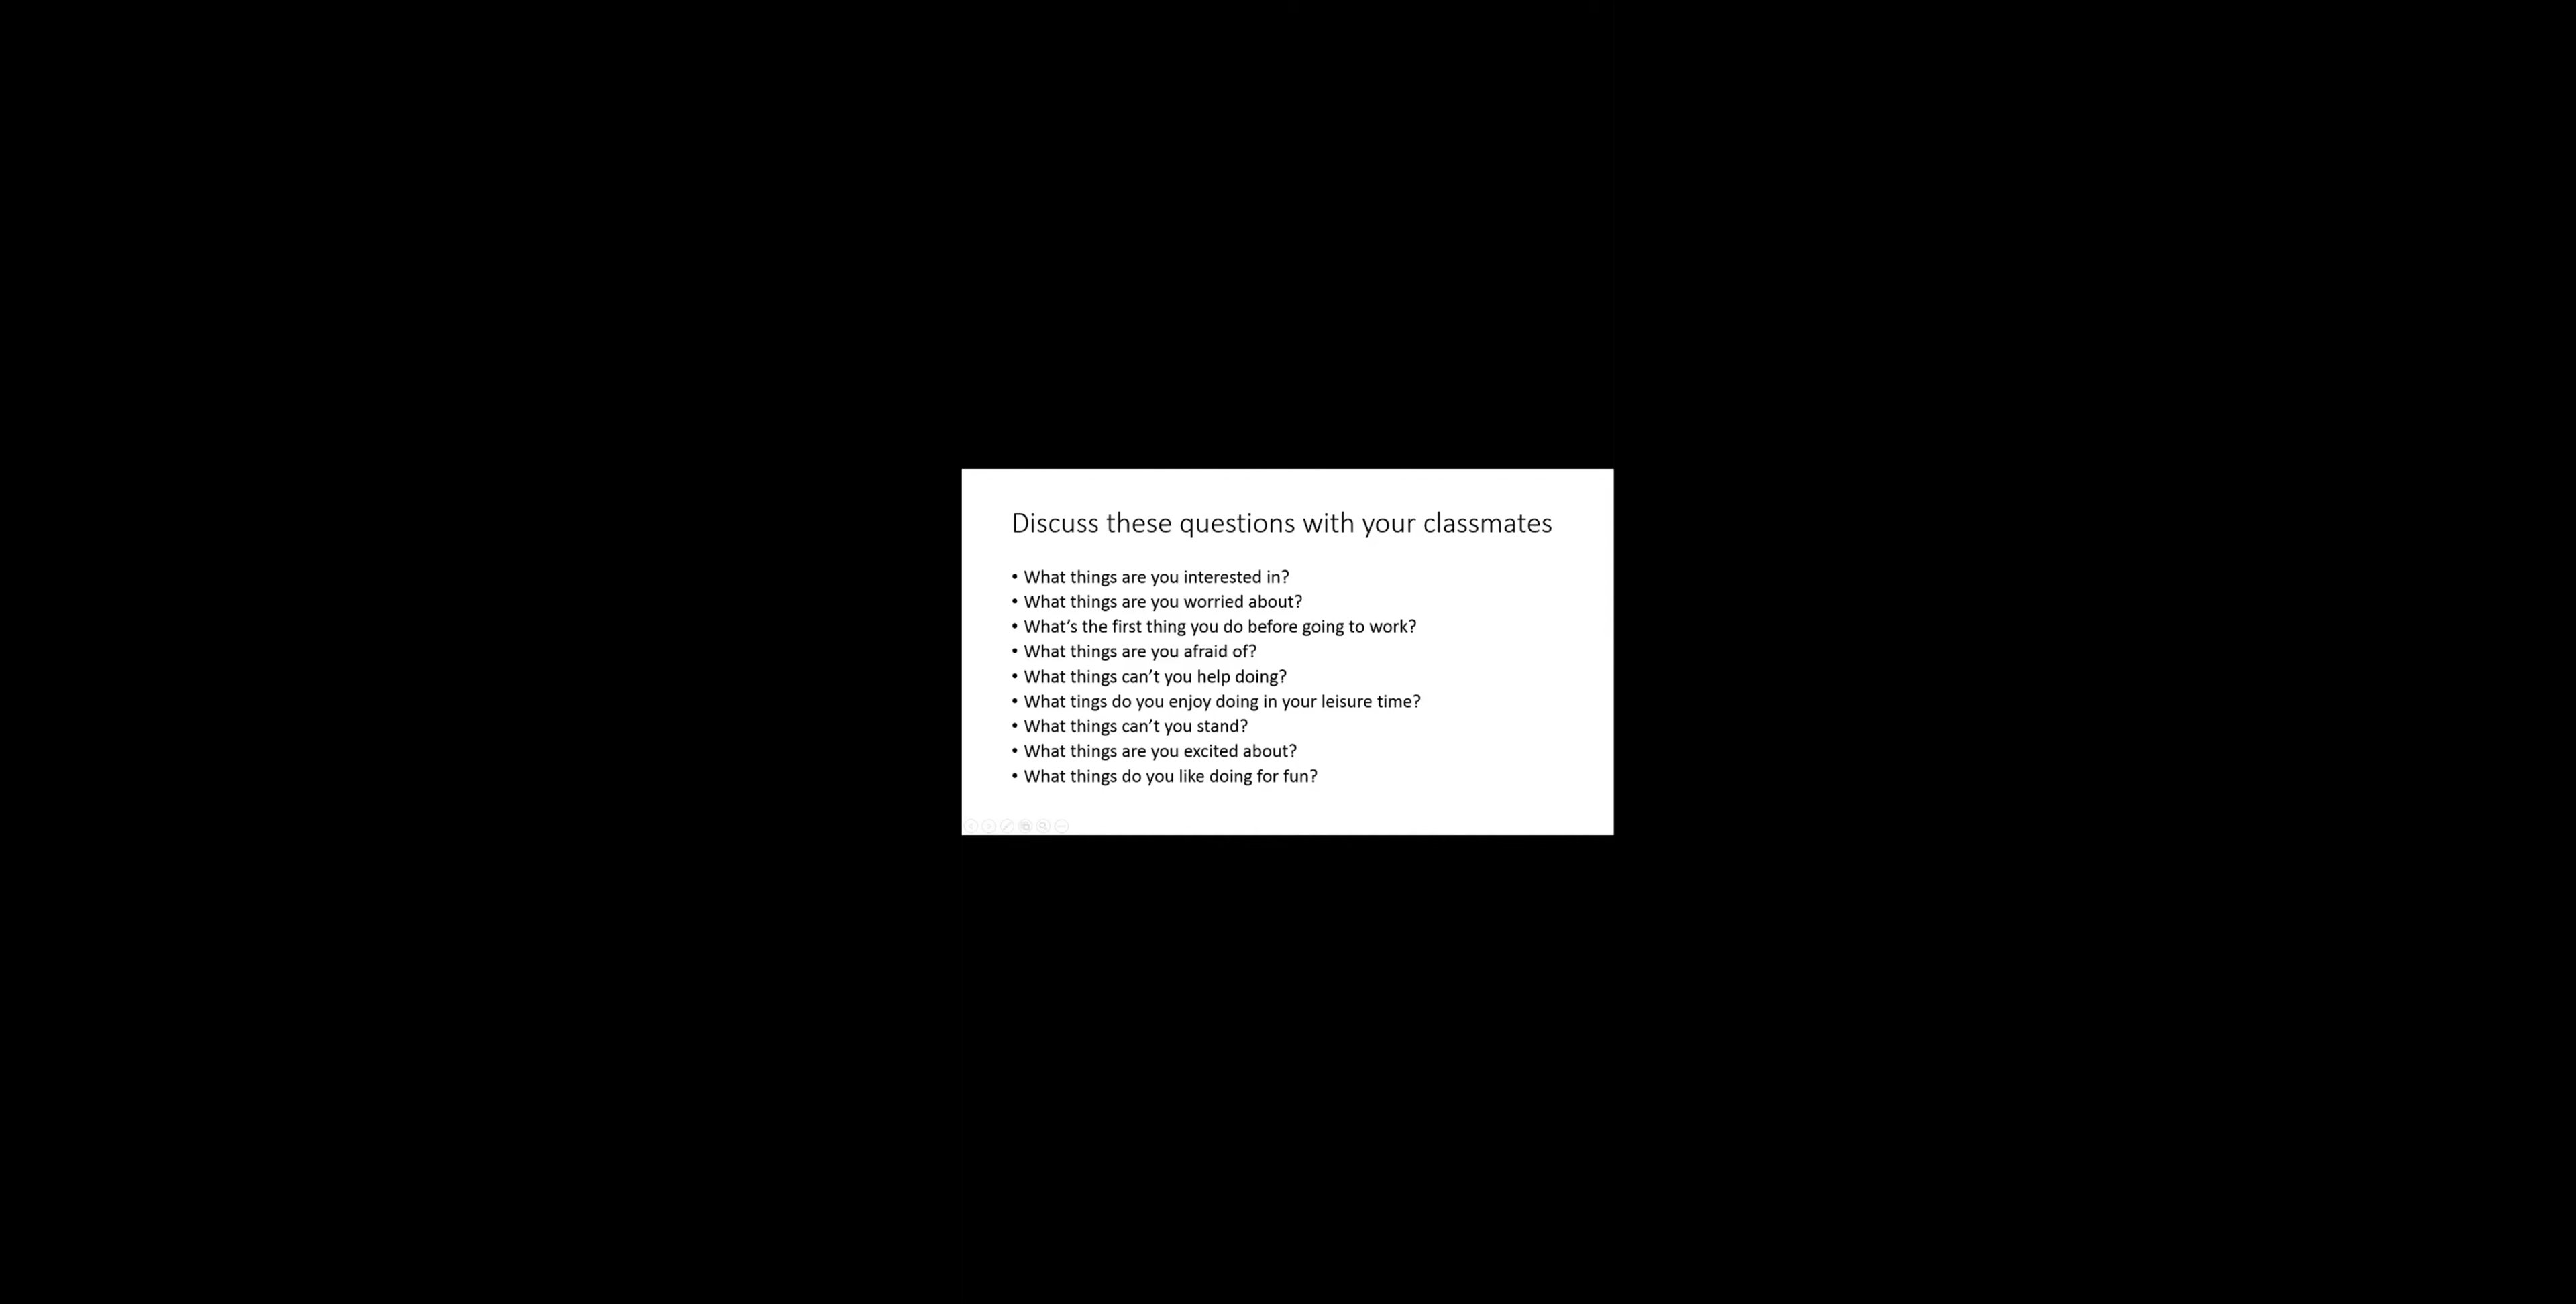 Discuss these questions with your classmates
• What things are you interested in?
• What things are you worried about?
• What’s the first thing you do before going to work?
• What things are you afraid of?
• What things can’t you help doing?
• What tings do you enjoy doing in your leisure time?
• What things can’t you stand?
• What things are you excited about?
• What things do you like doing for fun?